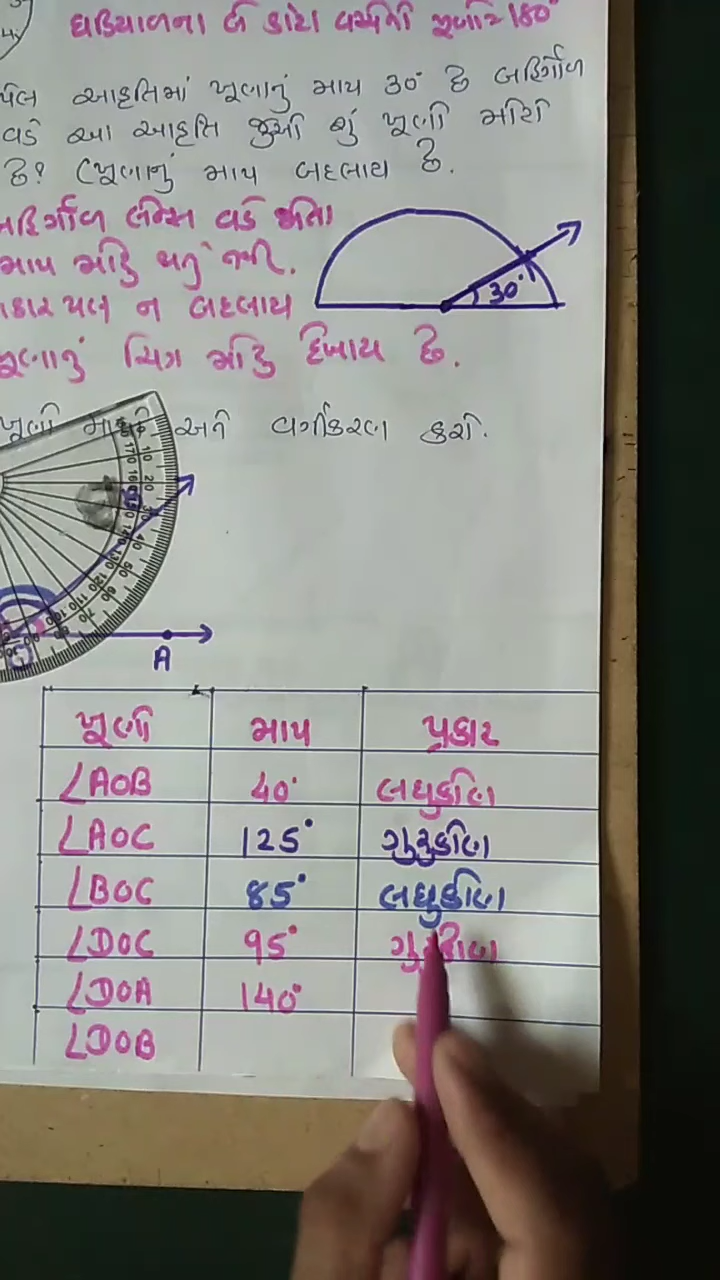 ઘડિયાળના બે કાંટા વચ્ચેનો ખૂણો = 180°
આકૃતિમાં ખૂણાનું માપ 30° છે બહિર્ગોળ
વડે આ આકૃતિ જુઓ શું ખૂણો મોટો
છે? (ખૂણાનું માપ બદલાય છે.
બહિર્ગોળ લેન્સ વડે જોતા
માપ મોટું થતું નથી.
પણ ન બદલાય
ખૂણાનું ચિત્ર મોટું દેખાય છે.
30°
ખૂણો માપો અને વર્ગીકરણ કરો.
A
ખૂણો માપ પ્રકાર
∠AOB 40° લઘુકોણ
∠AOC 125° ગુરુકોણ
∠BOC 85° લઘુકોણ
∠DOC 95° ગુરુકોણ
∠DOA 140°
∠DOB